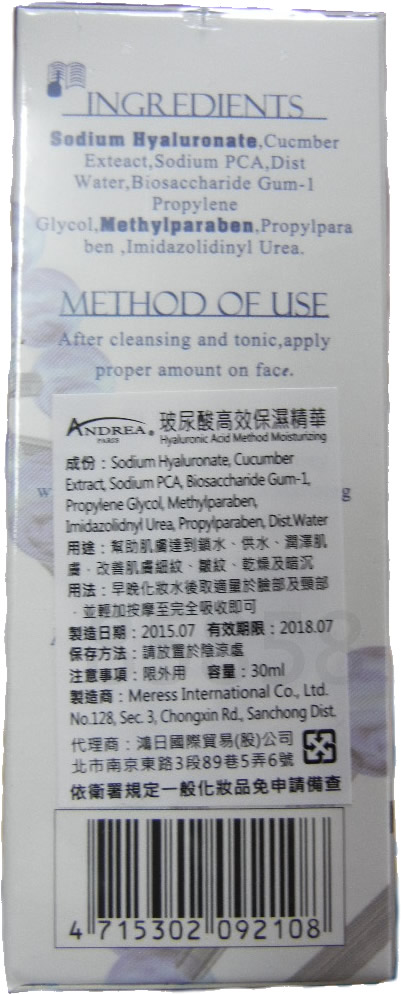 INGREDIENTS
Sodium Hyaluronate,Cucmber
Exteact,Sodium PCA,Dist
Water,Biosaccharide Gum-1
Propylene
Glycol,Methylparaben,Propylpara
ben ,Imidazolidinyl Urea.
METHOD OF USE
After cleansing and tonic,apply
proper amount on face.
ANDREA® PARIS
玻尿酸高效保濕精華
Hyaluronic Acid Method Moisturizing
成份：Sodium Hyaluronate, Cucumber
Extract, Sodium PCA, Biosaccharide Gum-1,
Propylene Glycol, Methylparaben,
Imidazolidnyl Urea, Propylparaben, Dist.Water
用途：幫助肌膚達到鎖水、供水、潤澤肌
膚，改善肌膚細紋、皺紋、乾燥及暗沉
用法：早晚化妝水後取適量於臉部及頸部
，並輕加按摩至完全吸收即可
製造日期：2015.07 有效期限：2018.07
保存方法：請放置於陰涼處
注意事項：限外用 容量：30ml
製造商：Meress International Co., Ltd.
No.128, Sec. 3, Chongxin Rd., Sanchong Dist.
代理商：鴻日國際貿易(股)公司
北市南京東路3段89巷5弄6號
依衛署規定一般化妝品免申請備查
4 715302 092108